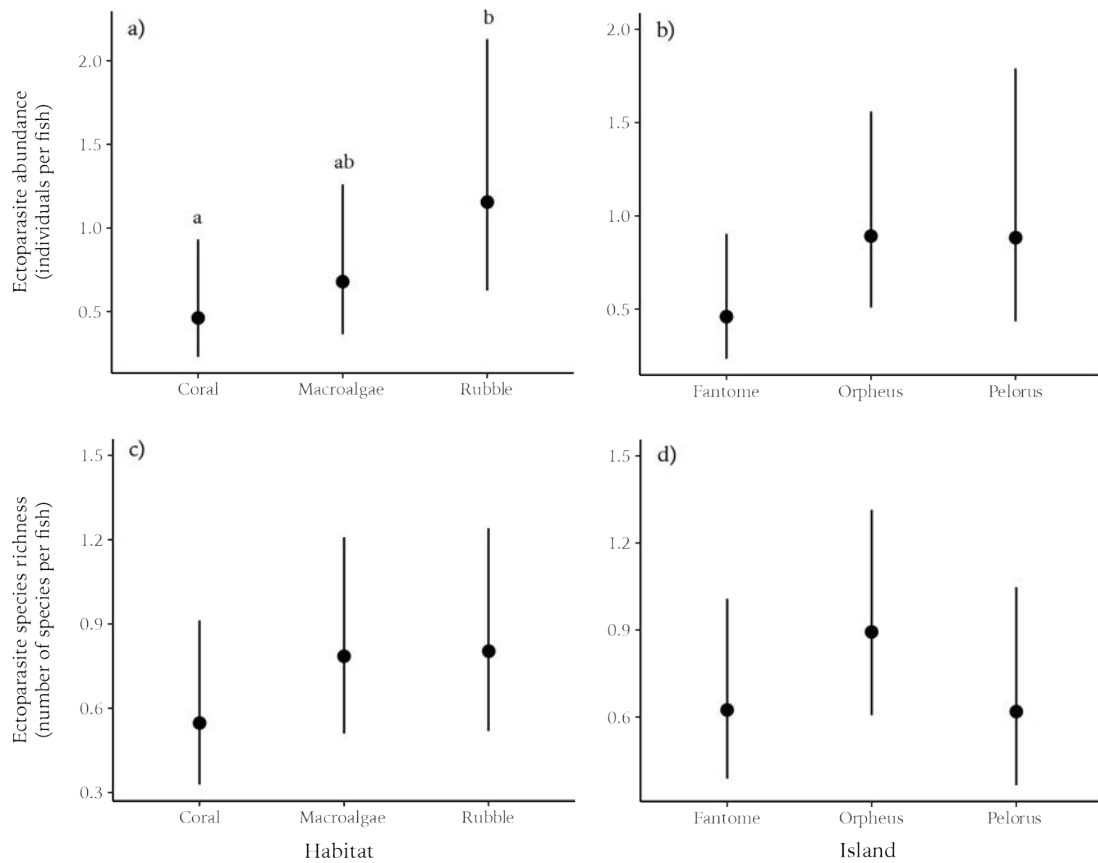 a)
b
ab
a
2.0
1.5
1.0
0.5
Ectoparasite abundance
(individuals per fish)
Coral Macroalgae Rubble
b)
2.0
1.5
1.0
0.5
Fantome Orpheus Pelorus
c)
1.5
1.2
0.9
0.6
0.3
Ectoparasite species richness
(number of species per fish)
Coral Macroalgae Rubble
Habitat
d)
1.5
1.2
0.9
0.6
Fantome Orpheus Pelorus
Island